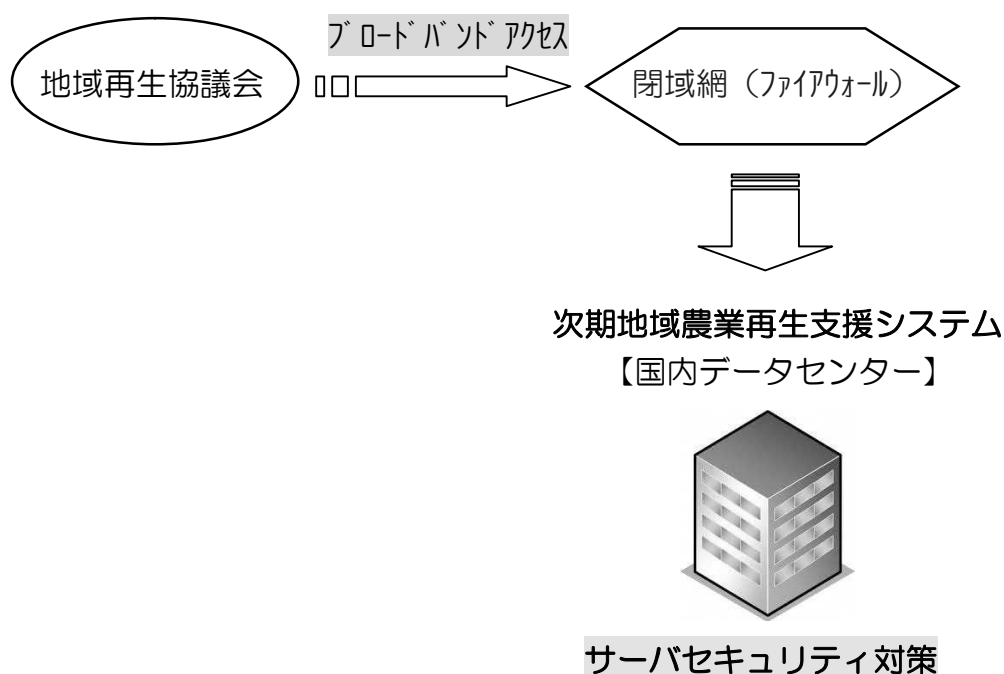 ﾌﾞﾛｰﾄﾞﾊﾞﾝﾄﾞｱｸｾｽ
地域再生協議会
閉域網（ﾌｧｲｱｳｫｰﾙ）
次期地域農業再生支援システム
【国内データセンター】
サーバセキュリティ対策